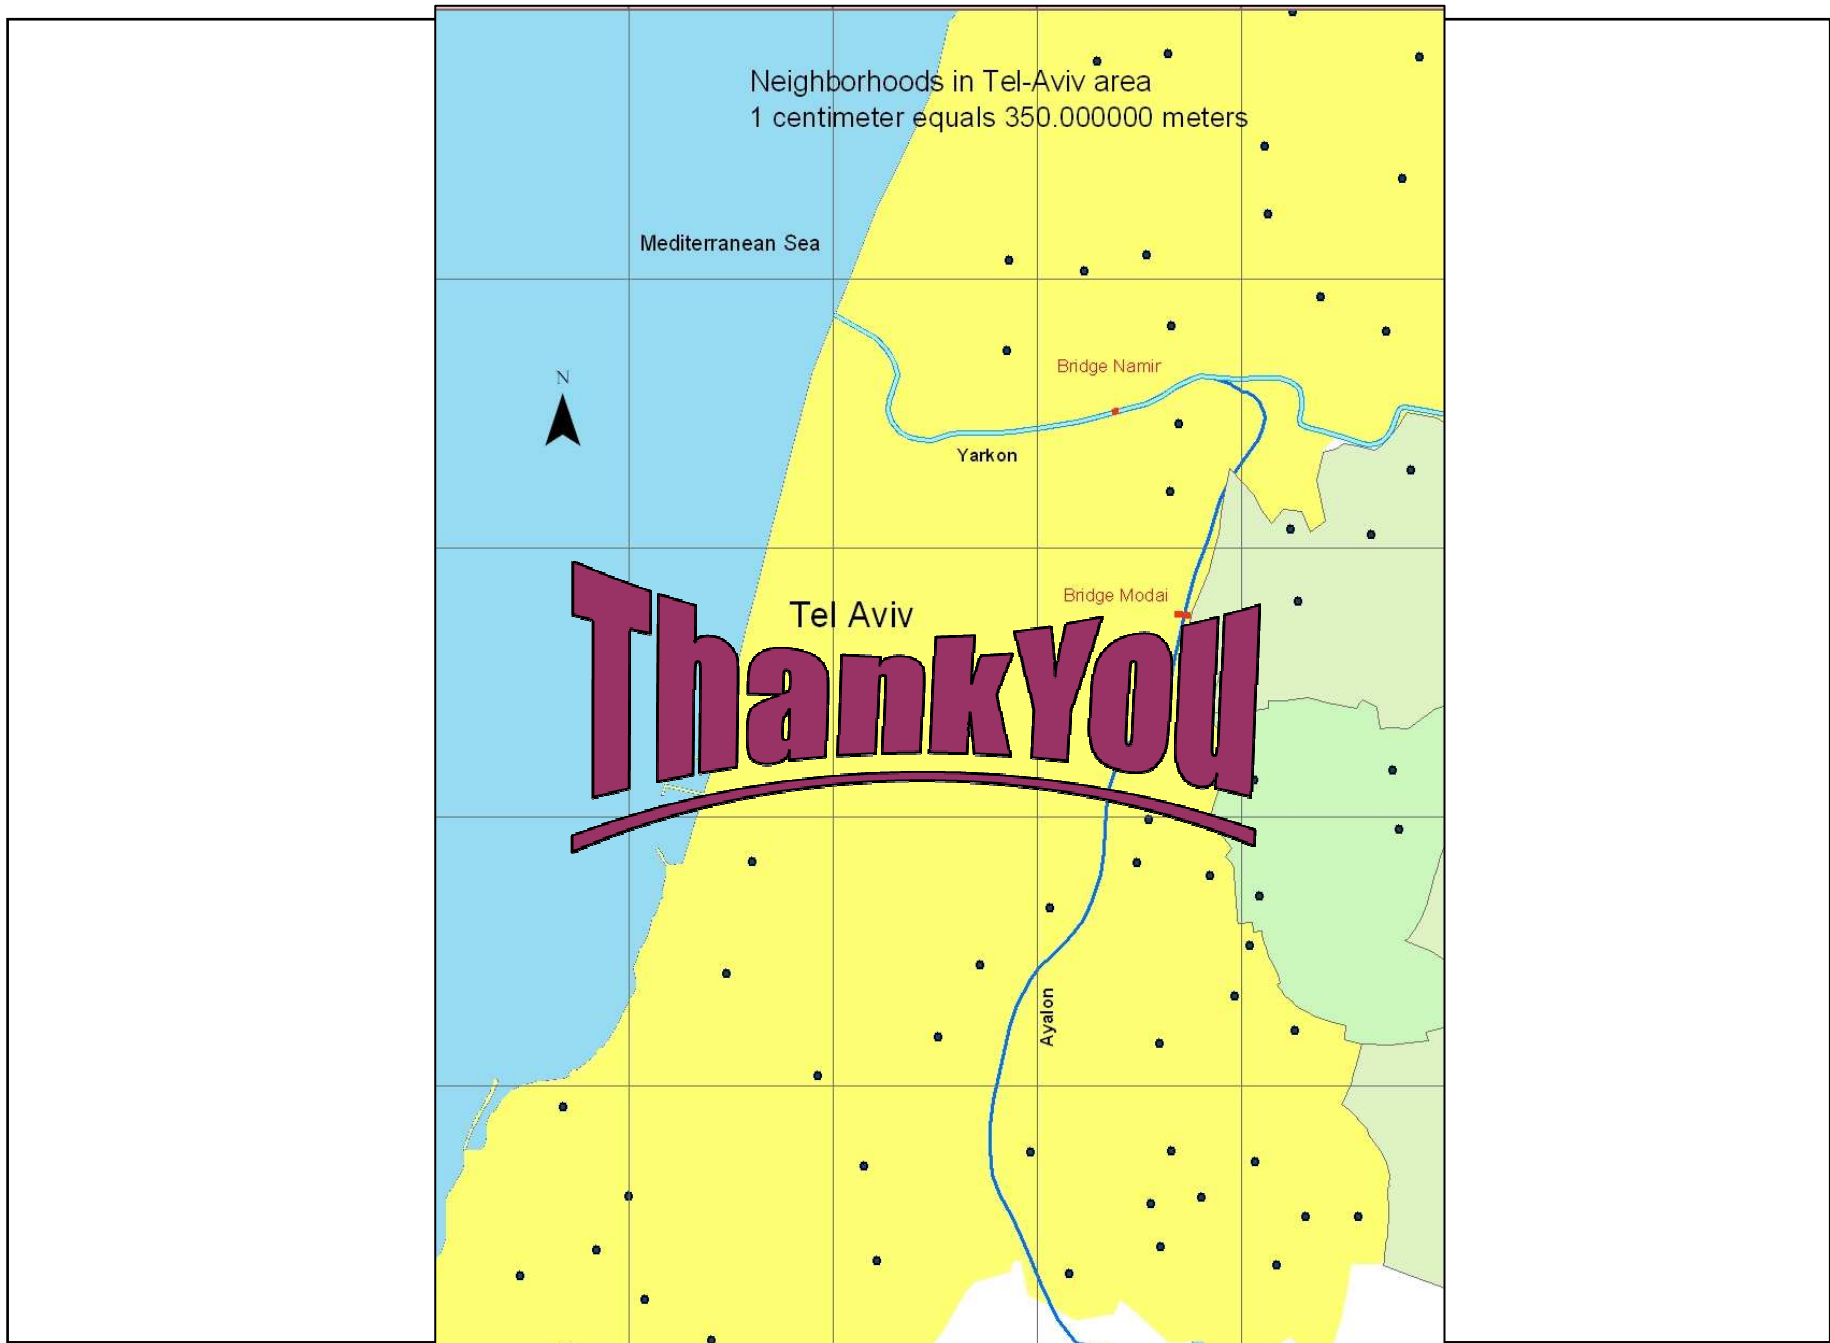 Neighborhoods in Tel-Aviv area
1 centimeter equals 350.000000 meters
Mediterranean Sea
Bridge Namir
N
Yarkon
Bridge Modai
Tel Aviv
ThankYoU
Ayalon